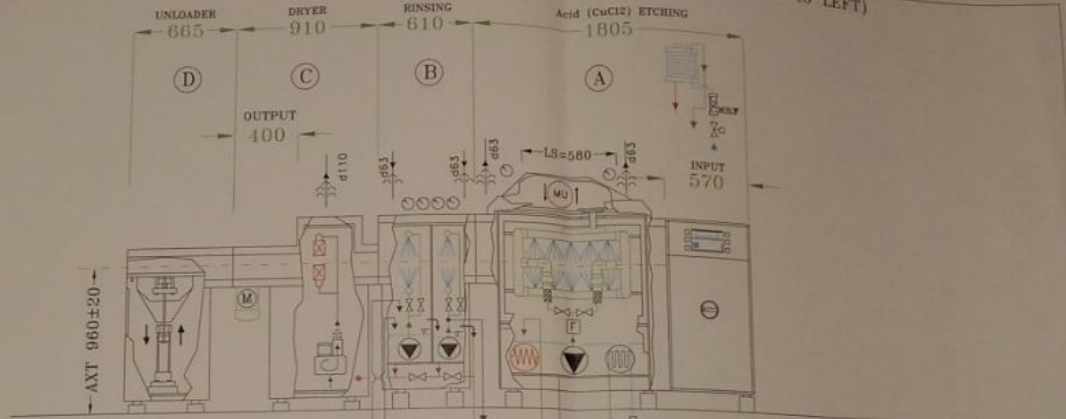 TO LEFT)
UNLOADER
665
DRYER
910
RINSING
610
Acid (CuCl2) ETCHING
1805
D
C
B
A
OUTPUT
400
INPUT
570
d110
d63
d63
d63
d63
LS=580
MU
M
F
AXT 960±20